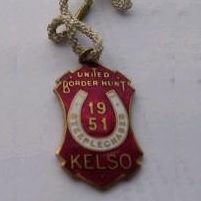 UNITED
BORDER HUNT
19
51
STEEPLECHASES
KELSO